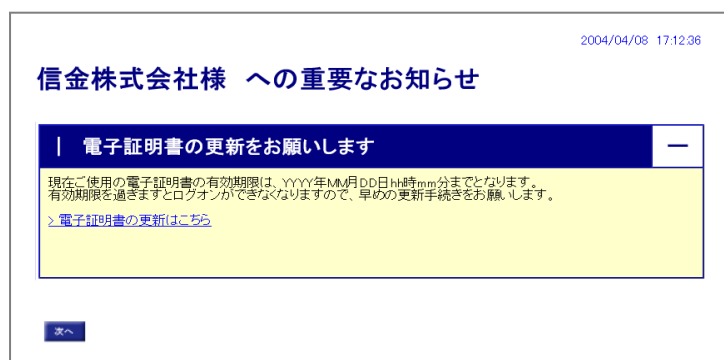 2004/04/08 17:12:36
信金株式会社様 への重要なお知らせ
| 電子証明書の更新をお願いします
現在ご使用の電子証明書の有効期限は、YYYY年MM月DD日hh時mm分までとなります。
有効期限を過ぎますとログオンができなくなりますので、早めの更新手続きをお願いします。
> 電子証明書の更新はこちら
次へ